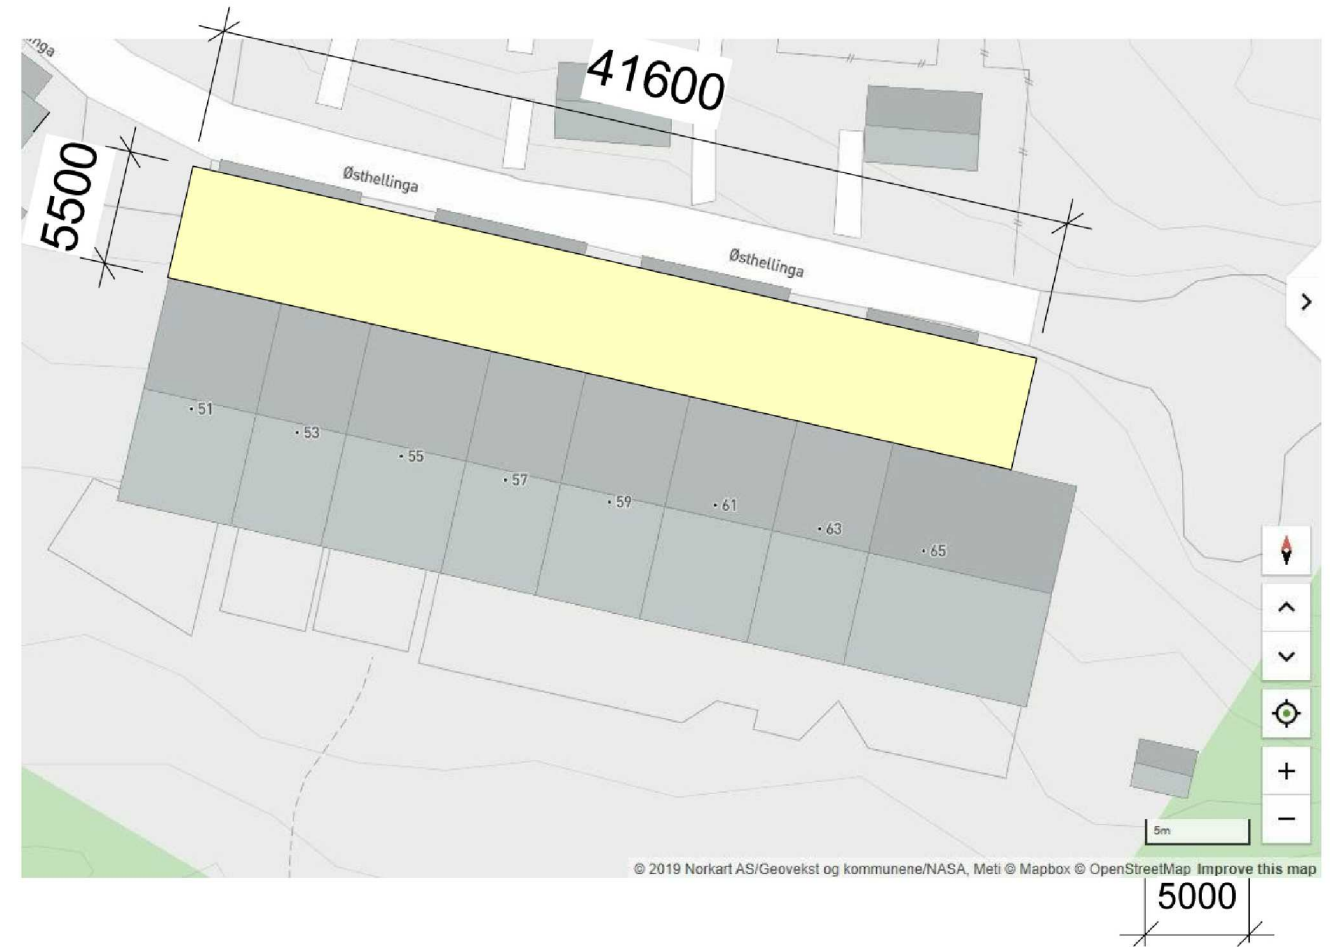 nga
41600
5500
Østhellinga
Østhellinga
51
53
55
57
59
61
63
65
5m
© 2019 Norkart AS/Geovekst og kommunene/NASA, Meti © Mapbox © OpenStreetMap Improve this map
5000